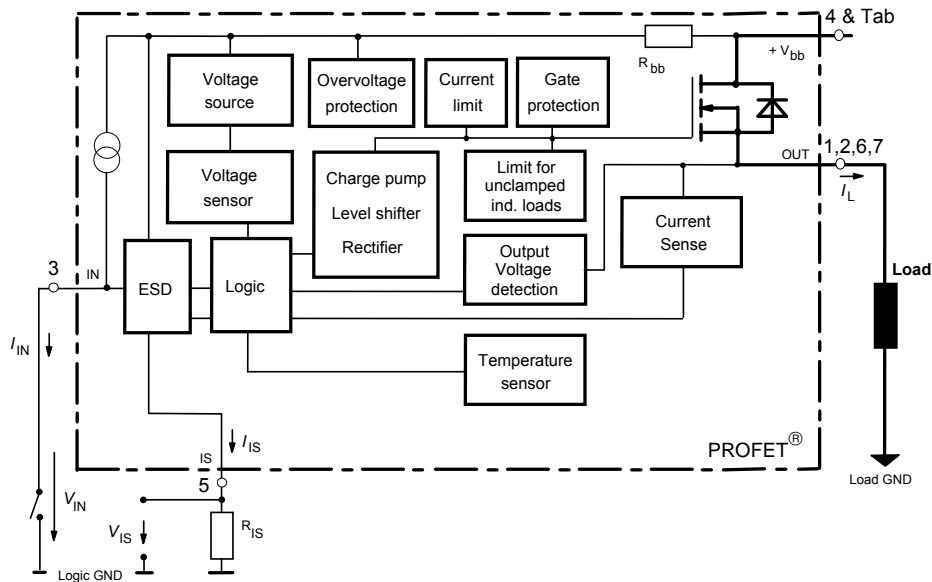 4 & Tab
R bb
+ V bb
Voltage
source
Overvoltage
protection
Current
limit
Gate
protection
Voltage
sensor
Charge pump
Level shifter
Rectifier
Limit for
unclamped
ind. loads
OUT
1,2,6,7
I L
Current
Sense
3
IN
ESD
Logic
Output
Voltage
detection
Load
I IN
Temperature
sensor
I IS
IS
PROFET®
5
Load GND
V IN
V IS
R IS
Logic GND